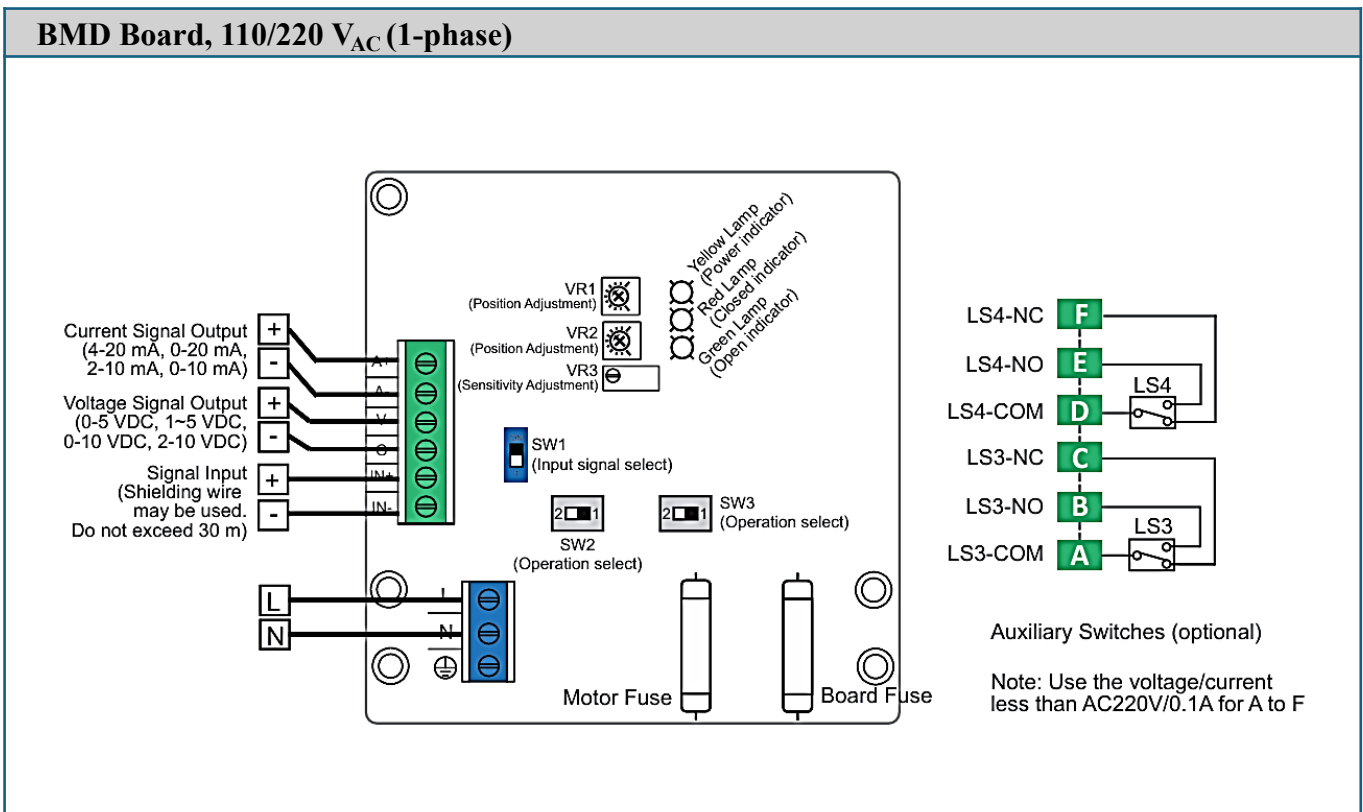 BMD Board, 110/220 VAC (1-phase)
Yellow Lamp
(Power indicator)
Red Lamp
(Closed indicator)
Green Lamp
(Open indicator)
VR1
(Position Adjustment)
VR2
(Position Adjustment)
VR3
(Sensitivity Adjustment)
Current Signal Output
(4-20 mA, 0-20 mA,
2-10 mA, 0-10 mA)
+
-
Voltage Signal Output
(0-5 VDC, 1~5 VDC,
0-10 VDC, 2-10 VDC)
+
-
Signal Input
(Shielding wire
may be used.
Do not exceed 30 m)
+
-
A+
A-
V
O
IN+
IN-
SW1
(Input signal select)
2 1
SW2
(Operation select)
2 1
SW3
(Operation select)
L
N
N
Motor Fuse
Board Fuse
LS4-NC F
LS4-NO E
LS4-COM D
LS4
LS3-NC C
LS3-NO B
LS3-COM A
LS3
Auxiliary Switches (optional)
Note: Use the voltage/current
less than AC220V/0.1A for A to F